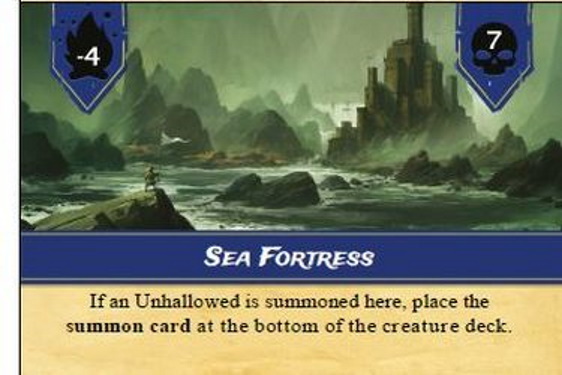 -4
7
Sea Fortress
If an Unhallowed is summoned here, place the
summon card at the bottom of the creature deck.